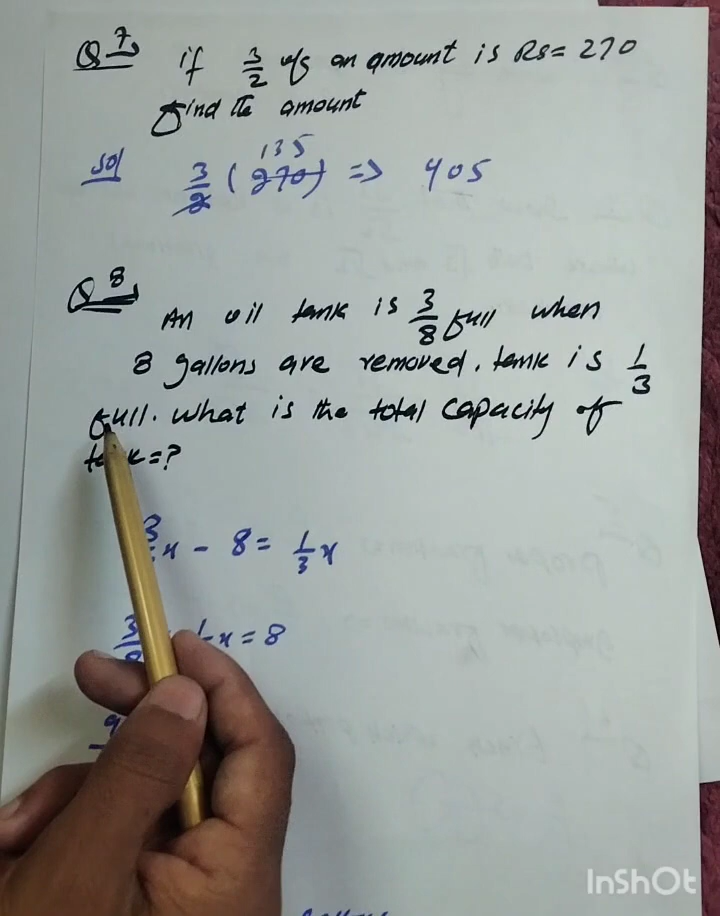 Q 7 if 3/2 of an amount is Rs= 270
find the amount
Sol 3/2 (270) 135 => 405
Q 8
An oil tank is 3/8 full when
8 gallons are removed. tank is 1/3
full. what is the total capacity of
=?
x - 8 = 1/3 x
x = 8
InShOt